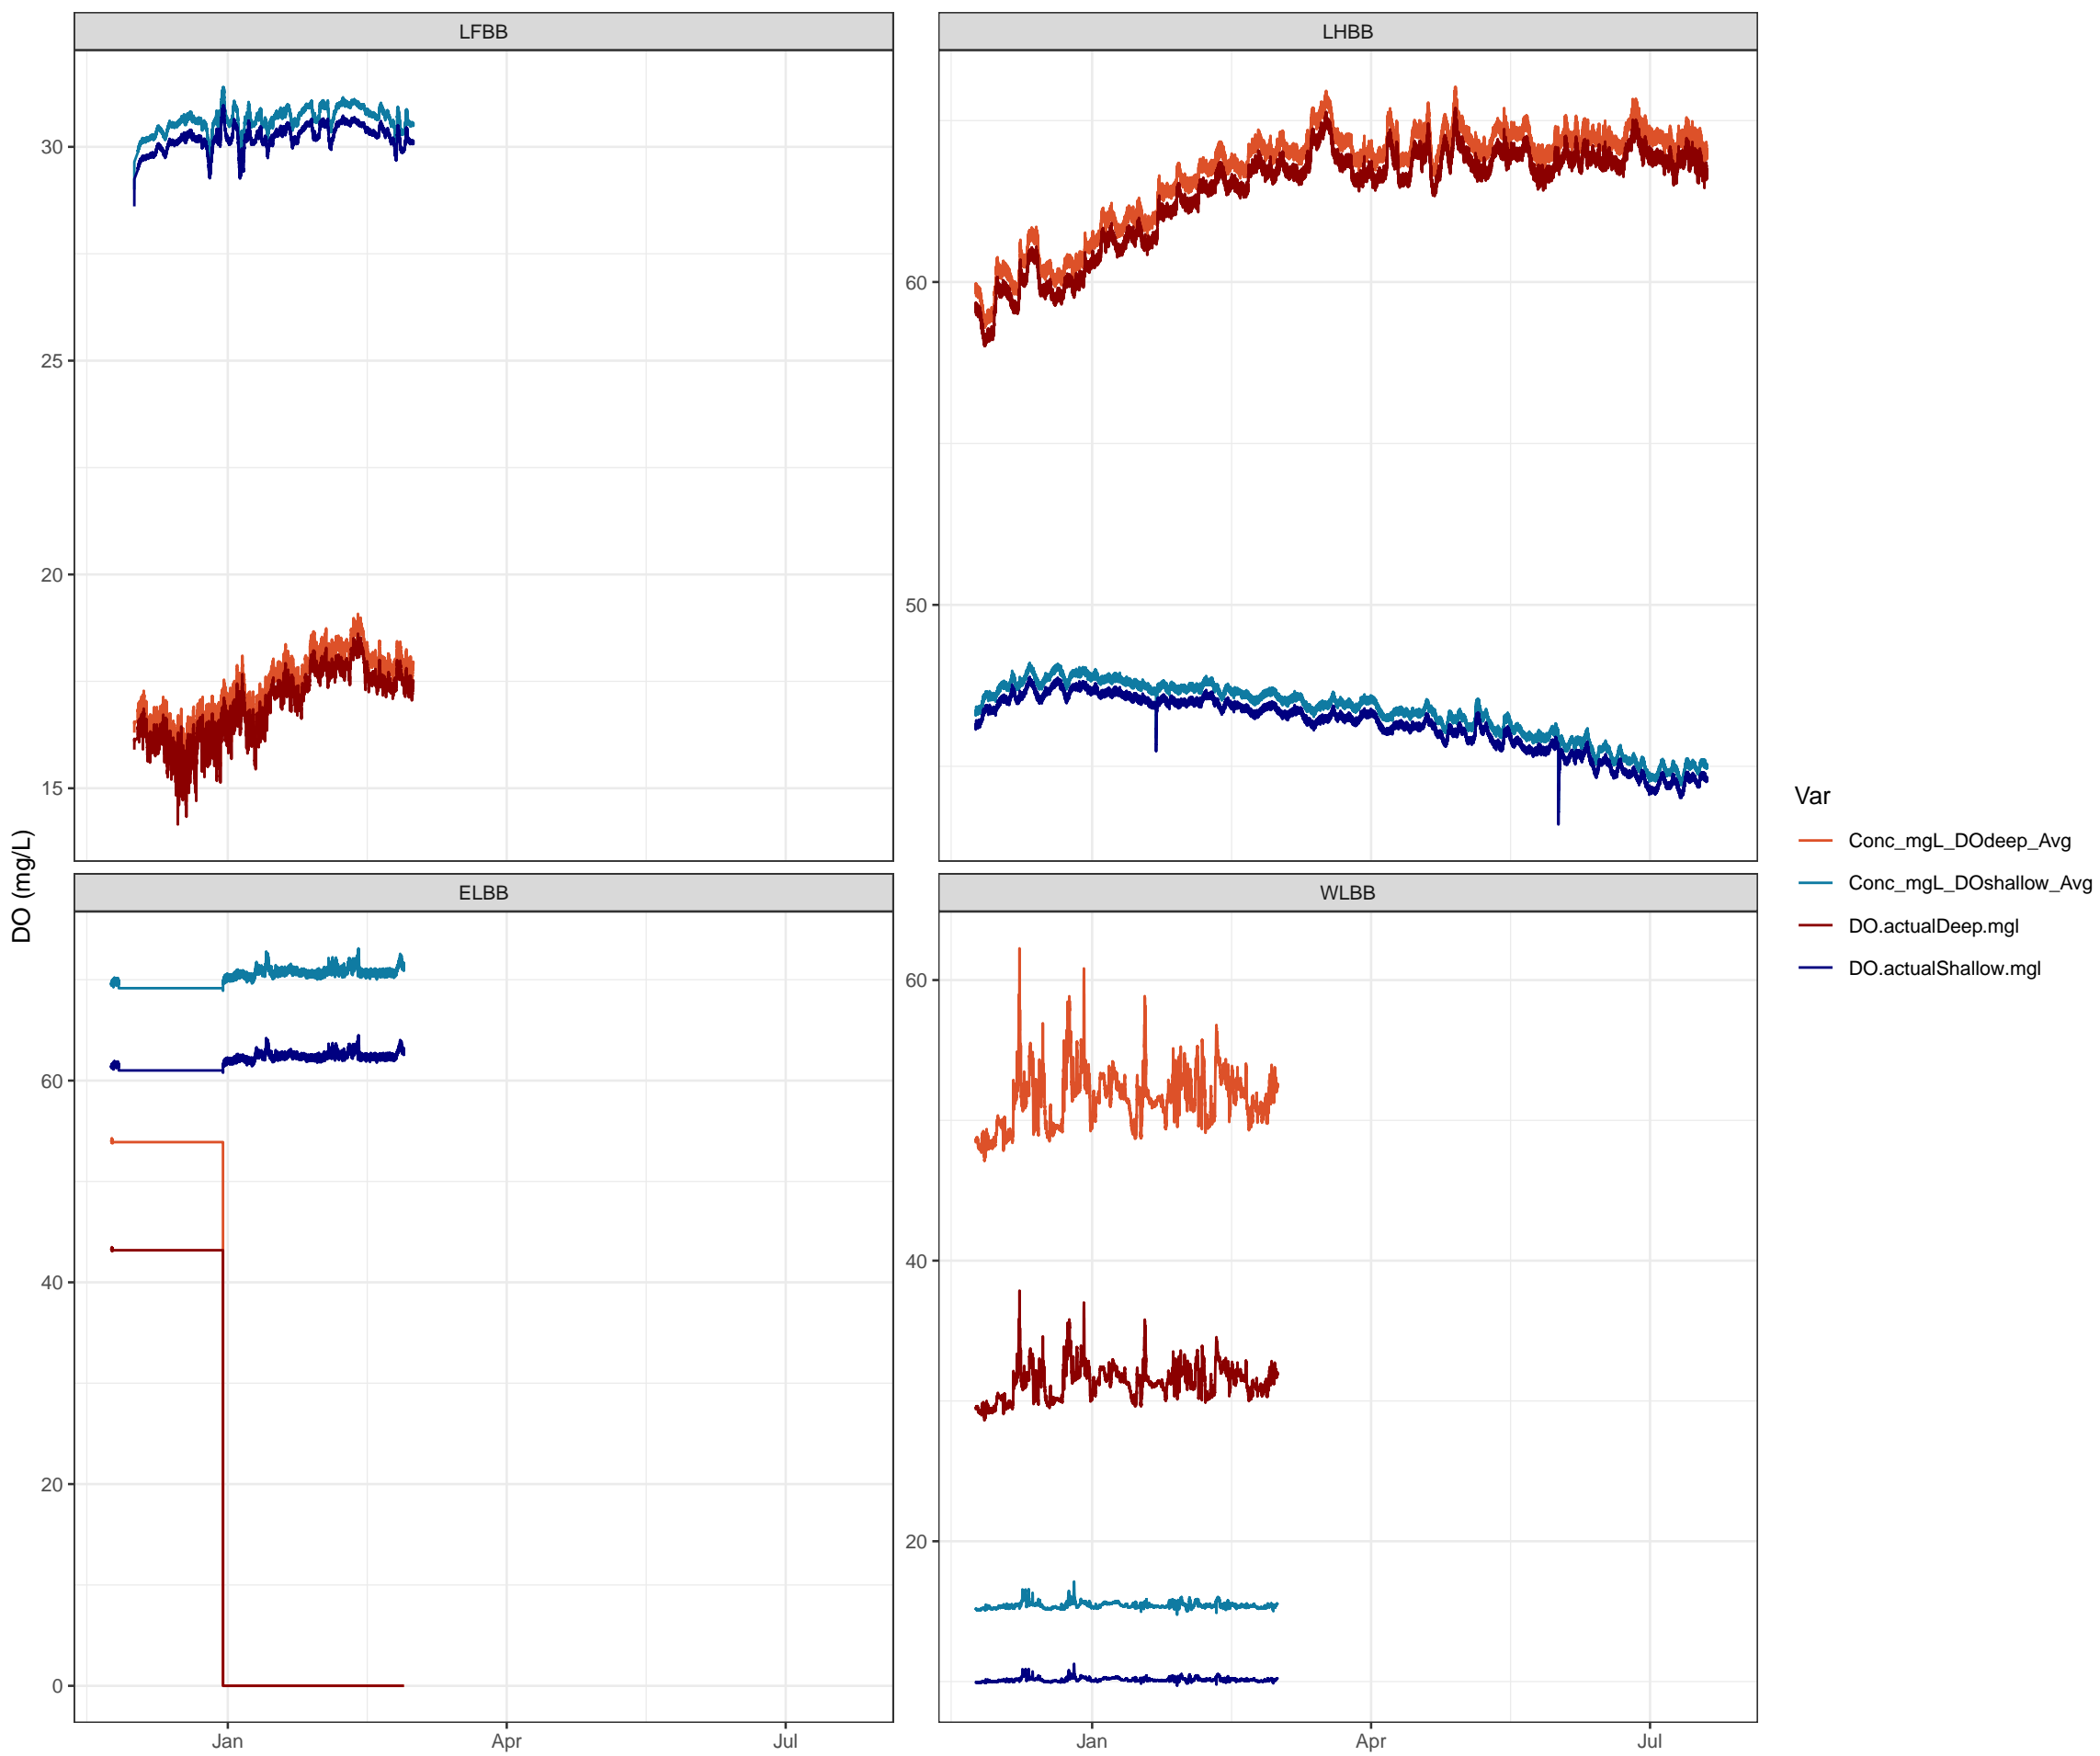 LFBB
LHBB
30
25
20
15
60
50
ELBB
WLBB
60
40
20
0
60
40
20
Jan
Apr
Jul
Jan
Apr
Jul
DO (mg/L)
Var
Conc_mgL_DOdeep_Avg
Conc_mgL_DOshallow_Avg
DO.actualDeep.mgl
DO.actualShallow.mgl